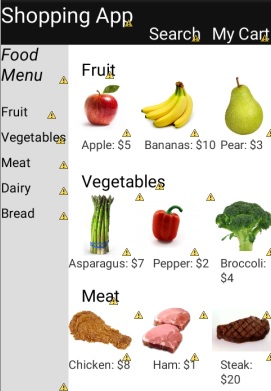 Shopping App
Search My Cart
Food
Menu
Fruit
Vegetables
Meat
Dairy
Bread
Fruit
Apple: $5 Bananas: $10 Pear: $3
Vegetables
Asparagus: $7 Pepper: $2 Broccoli:
$4
Meat
Chicken: $8 Ham: $1 Steak:
$20